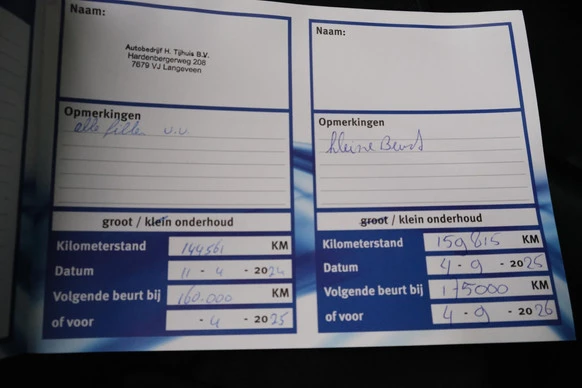 Naam:
Autobedrijf H. Tijhuis B.V.
Hardenbergerweg 208
7679 VJ Langeveen
Opmerkingen
alle filters v.v.
groot / klein onderhoud
Kilometerstand 144561 KM
Datum 11 - 4 - 2024
Volgende beurt bij 160.000 KM
of voor - 4 - 2025
Naam:
Opmerkingen
kleine Beurt
groot / klein onderhoud
Kilometerstand 159815 KM
Datum 4 - 9 - 2025
Volgende beurt bij 175000 KM
of voor 4 - 9 - 2026